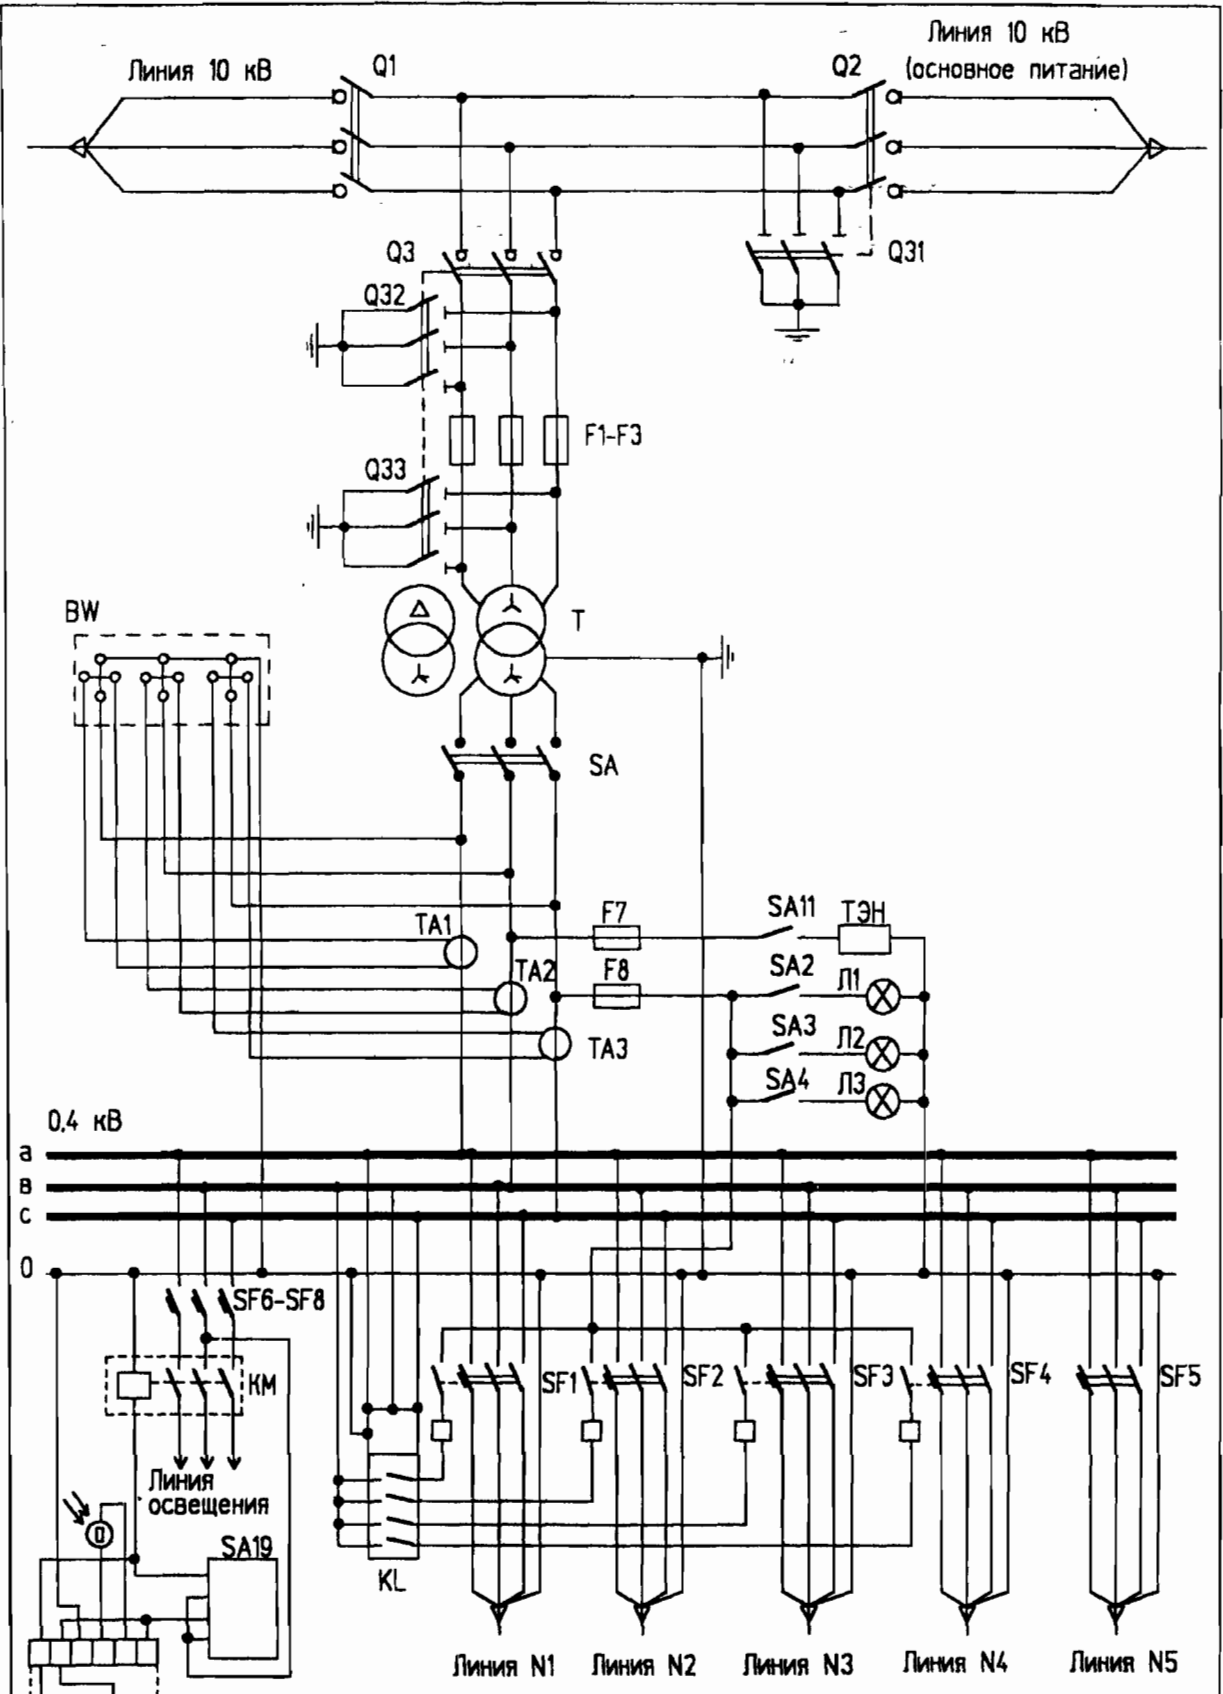 Линия 10 кВ
(основное питание)
Линия 10 кВ
Q1
Q2
Q3
Q31
Q32
F1-F3
Q33
BW
T
SA
F7
SA11
ТЭН
TA1
TA2
F8
SA2
Л1
SA3
Л2
TA3
SA4
Л3
0,4 кВ
а
в
с
0
SF6-SF8
KM
SF1
SF2
SF3
SF4
SF5
Линия
освещения
SA19
KL
Линия N1
Линия N2
Линия N3
Линия N4
Линия N5